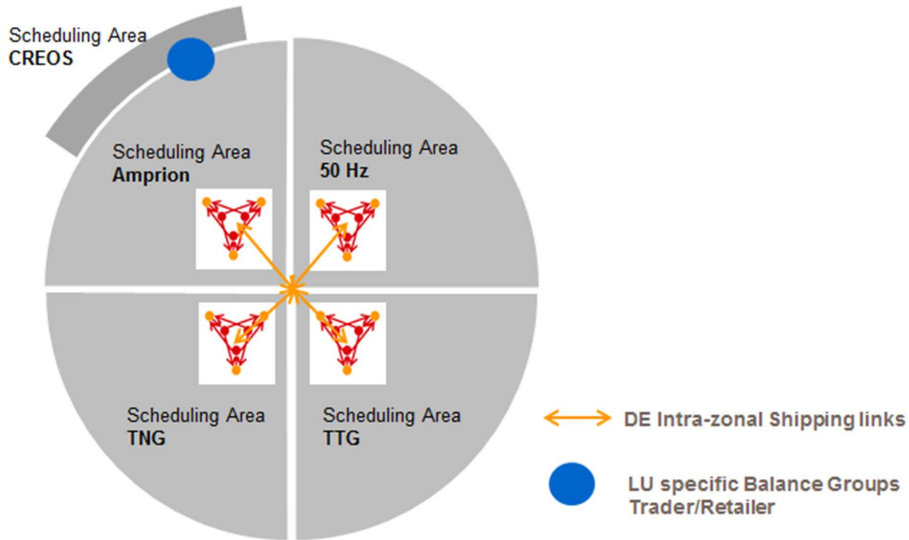 Scheduling Area
CREOS
Scheduling Area
Amprion
Scheduling Area
50 Hz
Scheduling Area
TNG
Scheduling Area
TTG
DE Intra-zonal Shipping links
LU specific Balance Groups
Trader/Retailer